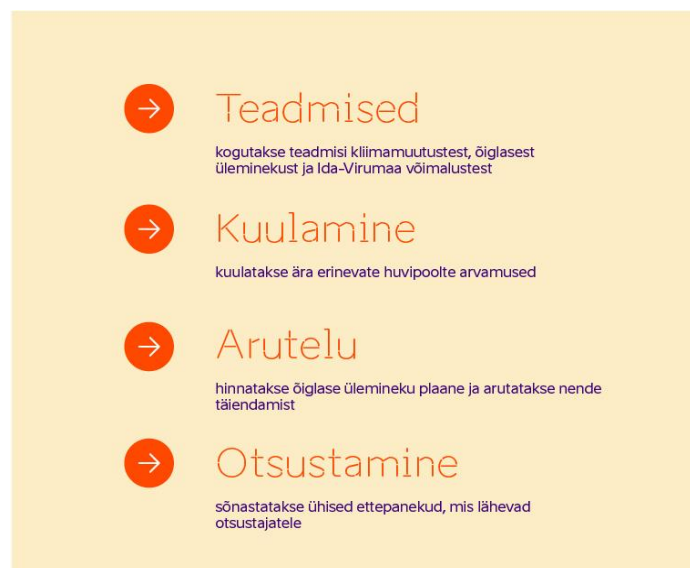 Teadmised
kogutakse teadmisi kliimamuutustest, õiglasest
üleminekust ja Ida-Virumaa võimalustest
Kuulamine
kuulatakse ära erinevate huvipoolte arvamused
Arutelu
hinnatakse õiglase ülemineku plaane ja arutatakse nende
täiendamist
Otsustamine
sõnastatakse ühised ettepanekud, mis lähevad
otsustajatele